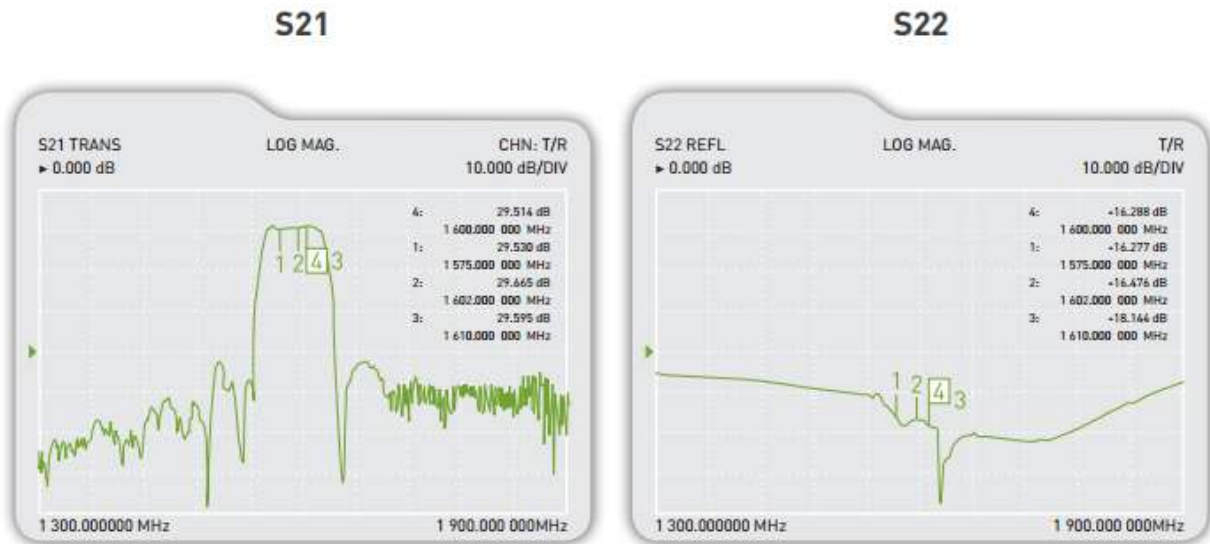 S21
S21 TRANS LOG MAG. CHN: T/R
► 0.000 dB 10.000 dB/DIV
4: 29.514 dB
1 600.000 000 MHz
1: 29.530 dB
1 575.000 000 MHz
2: 29.665 dB
1 602.000 000 MHz
3: 29.595 dB
1 610.000 000 MHz
1 2 4 3
1 300.000000 MHz 1 900.000 000MHz
S22
S22 REFL LOG MAG. T/R
► 0.000 dB 10.000 dB/DIV
4: -16.288 dB
1 600.000 000 MHz
1: -16.277 dB
1 575.000 000 MHz
2: -16.476 dB
1 602.000 000 MHz
3: -18.144 dB
1 610.000 000 MHz
1 2 4 3
1 300.000000 MHz 1 900.000 000MHz